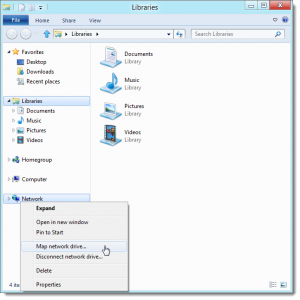 Libraries
File
Home
Share
View
Libraries
Search Libraries
Favorites
Desktop
Downloads
Recent places
Libraries
Documents
Music
Pictures
Videos
Homegroup
Computer
Network
Documents
Library
Music
Library
Pictures
Library
Videos
Library
Expand
Open in new window
Pin to Start
Map network drive...
Disconnect network drive...
Delete
Properties
4 ite